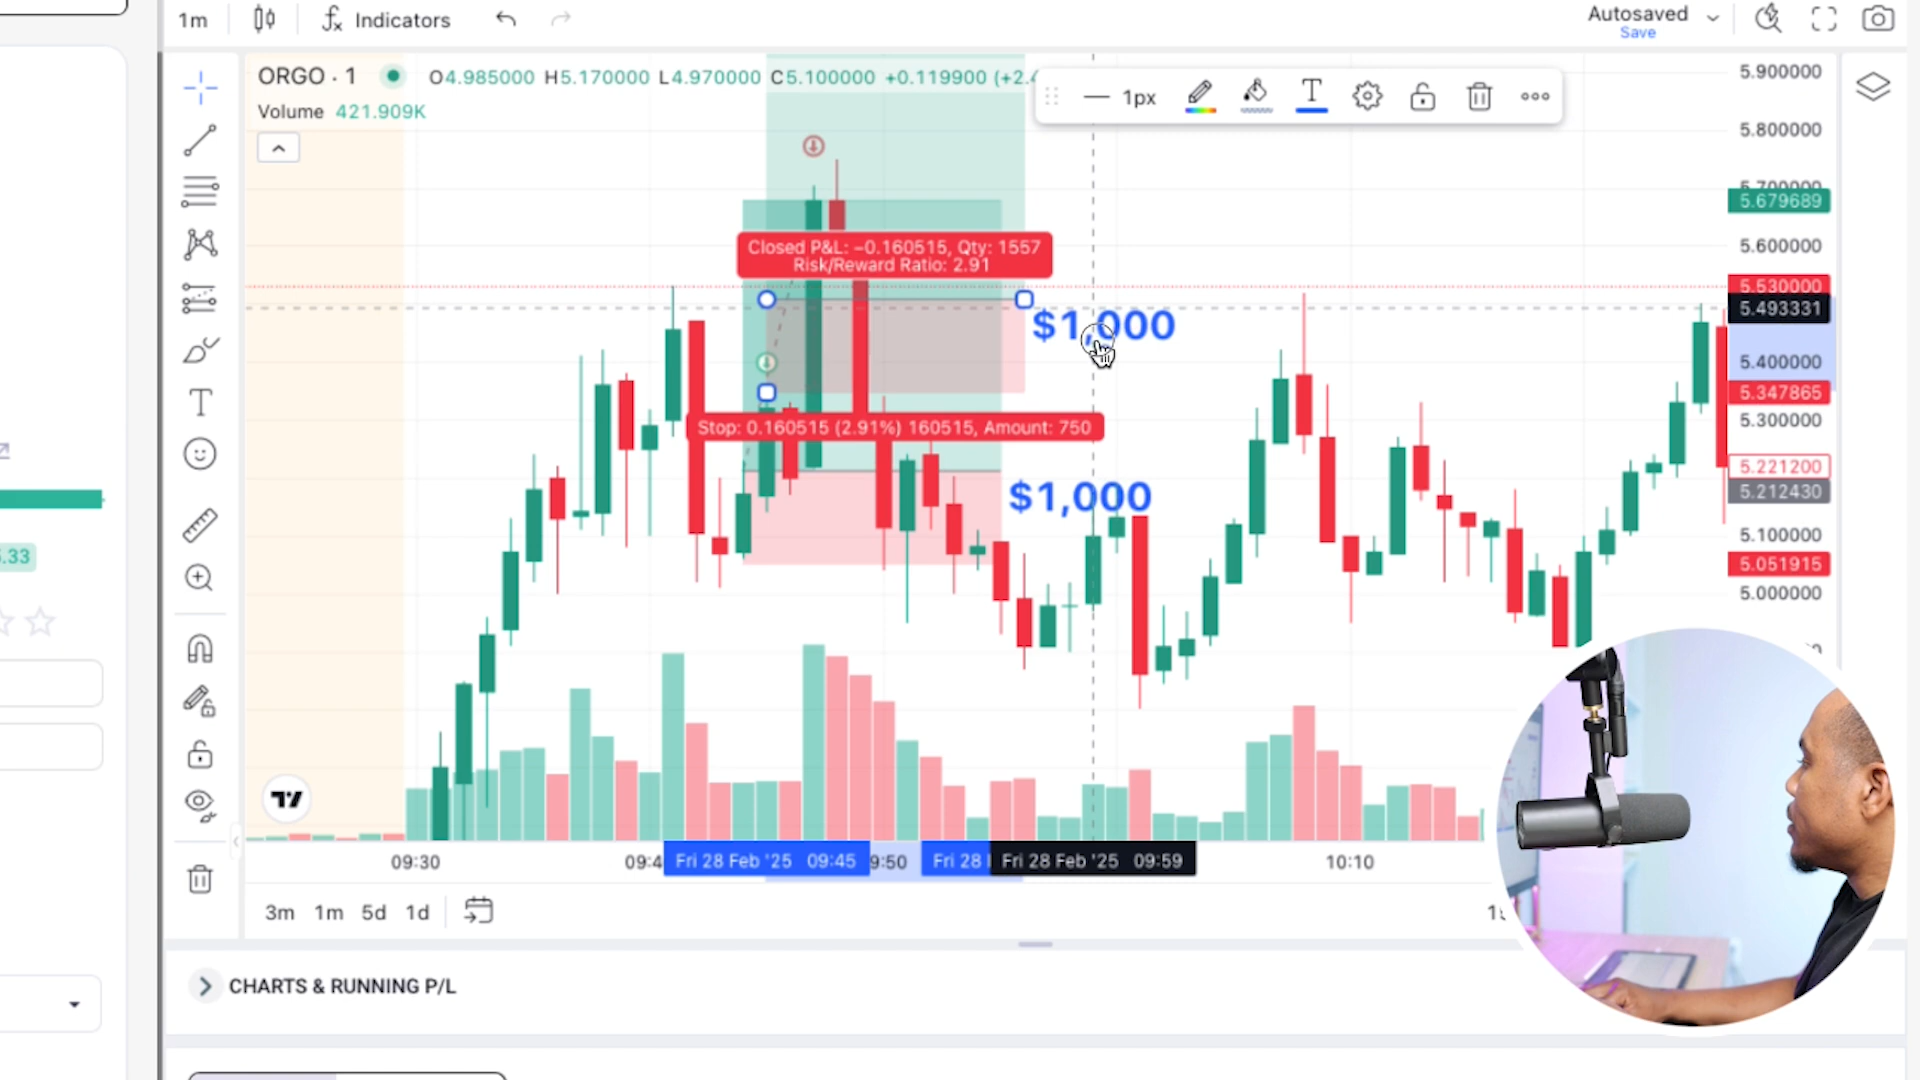 1m
Indicators
Autosaved
Save
ORGO · 1
O4.985000 H5.170000 L4.970000 C5.100000 +0.119900
Volume 421.909K
1px
5.900000
5.800000
5.679689
5.600000
5.530000
5.493331
5.400000
5.347865
5.300000
5.221200
5.212430
5.100000
5.051915
5.000000
Closed P&L: −0.160515, Qty: 1557
Risk/Reward Ratio: 2.91
$1,000
Stop: 0.160515 (2.91%) 160515, Amount: 750
$1,000
.33
09:30
Fri 28 Feb '25 09:45
Fri 28
Fri 28 Feb '25 09:59
10:10
3m 1m 5d 1d
CHARTS & RUNNING P/L